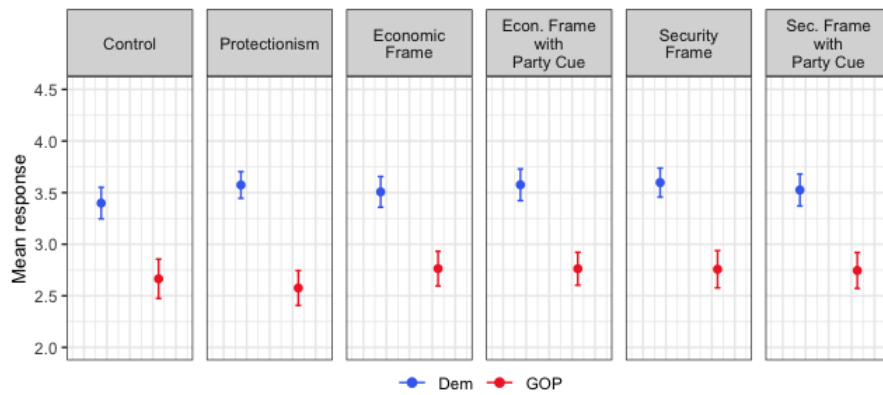 Control
Protectionism
Economic
Frame
Econ. Frame
with
Party Cue
Security
Frame
Sec. Frame
with
Party Cue
Mean response
4.5
4.0
3.5
3.0
2.5
2.0
Dem GOP